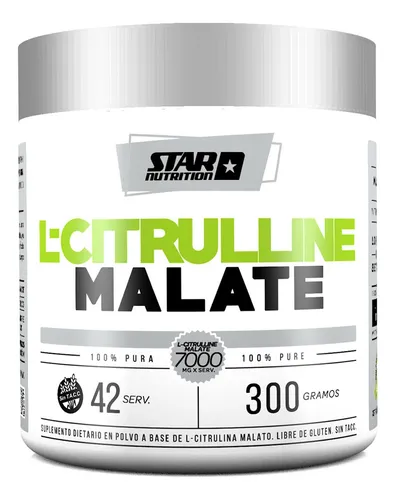 STAR
NUTRITION
L-CITRULLINE
MALATE
100% PURA
L-CITRULLINE
MALATE
7000
MG X SERV.
100% PURE
Sin T.A.C.C.
42 SERV.
300 GRAMOS
SUPLEMENTO DIETARIO EN POLVO A BASE DE L-CITRULINA MALATO. LIBRE DE GLUTEN. SIN TACC.